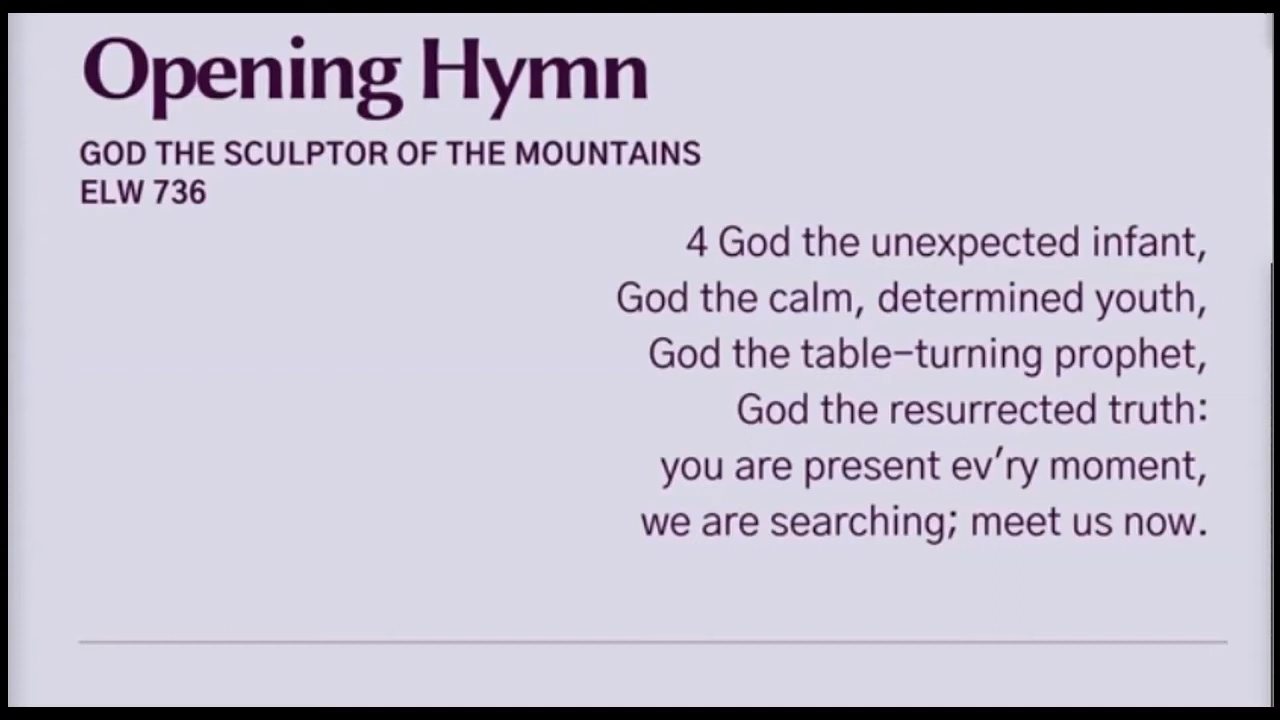 Opening Hymn
GOD THE SCULPTOR OF THE MOUNTAINS
ELW 736
4 God the unexpected infant,
God the calm, determined youth,
God the table-turning prophet,
God the resurrected truth:
you are present ev'ry moment,
we are searching; meet us now.